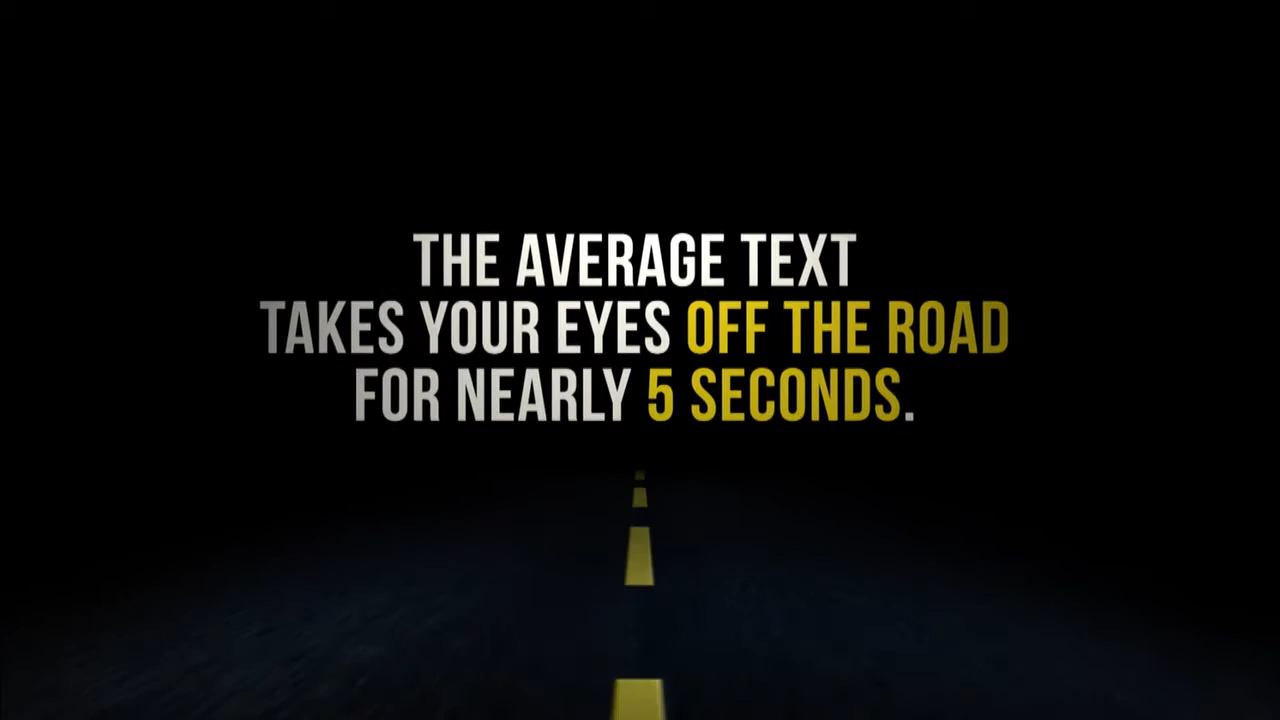 THE AVERAGE TEXT
TAKES YOUR EYES OFF THE ROAD
FOR NEARLY 5 SECONDS.